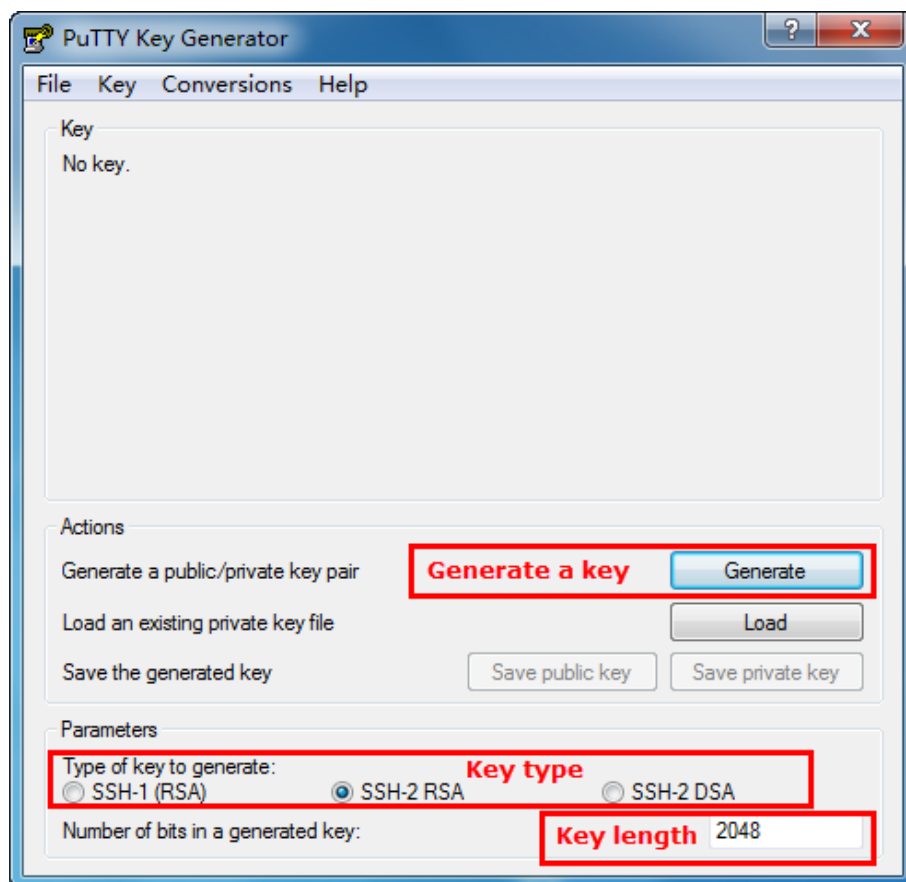 PuTTY Key Generator
? X
File Key Conversions Help
Key
No key.
Actions
Generate a public/private key pair Generate a key Generate
Load an existing private key file Load
Save the generated key Save public key Save private key
Parameters
Type of key to generate: Key type
SSH-1 (RSA) SSH-2 RSA SSH-2 DSA
Number of bits in a generated key: Key length 2048